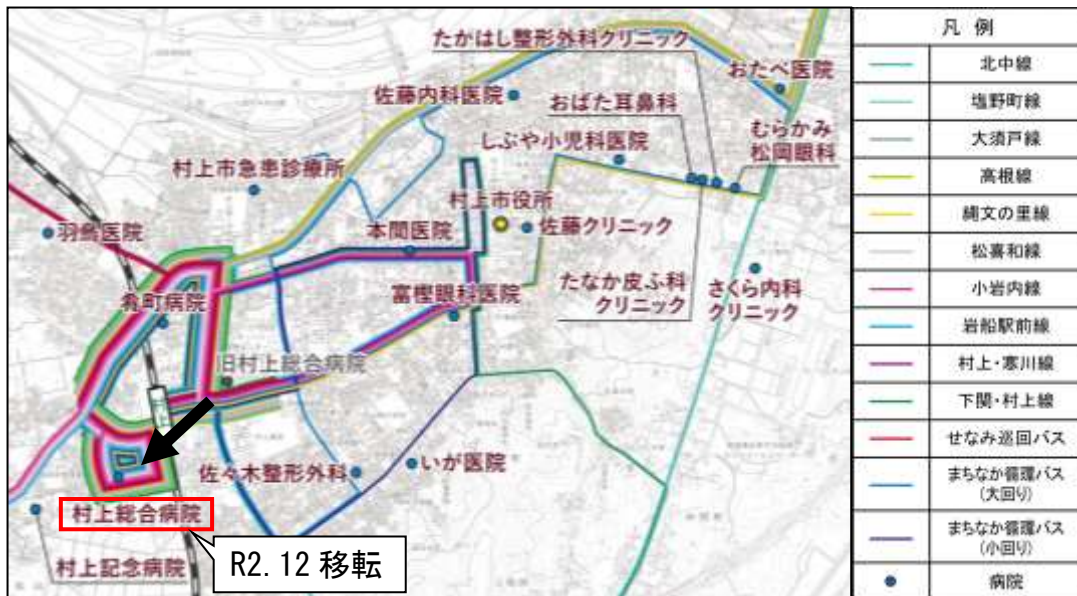 たかはし整形外科クリニック
おたべ医院
佐藤内科医院
おばた耳鼻科
しぶや小児科医院
むらかみ
松岡眼科
村上市急患診療所
村上市役所
羽鳥医院
本間医院
佐藤クリニック
肴町病院
富樫眼科医院
たなか皮ふ科
クリニック
さくら内科
クリニック
旧村上総合病院
佐々木整形外科
いが医院
村上総合病院
村上記念病院
R2.12 移転
凡 例
北中線
塩野町線
大須戸線
高根線
縄文の里線
松喜和線
小岩内線
岩船駅前線
村上・寒川線
下関・村上線
せなみ巡回バス
まちなか循環バス
(大回り)
まちなか循環バス
(小回り)
病院